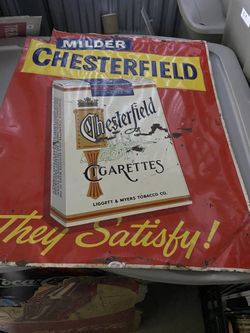 MILDER
CHESTERFIELD
Chesterfield
CIGARETTES
LIGGETT & MYERS TOBACCO CO.
They Satisfy!